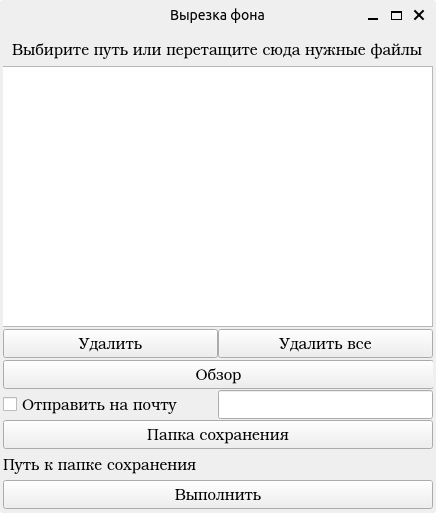 Вырезка фона
Выбирите путь или перетащите сюда нужные файлы
Удалить
Удалить все
Обзор
Отправить на почту
Папка сохранения
Путь к папке сохранения
Выполнить